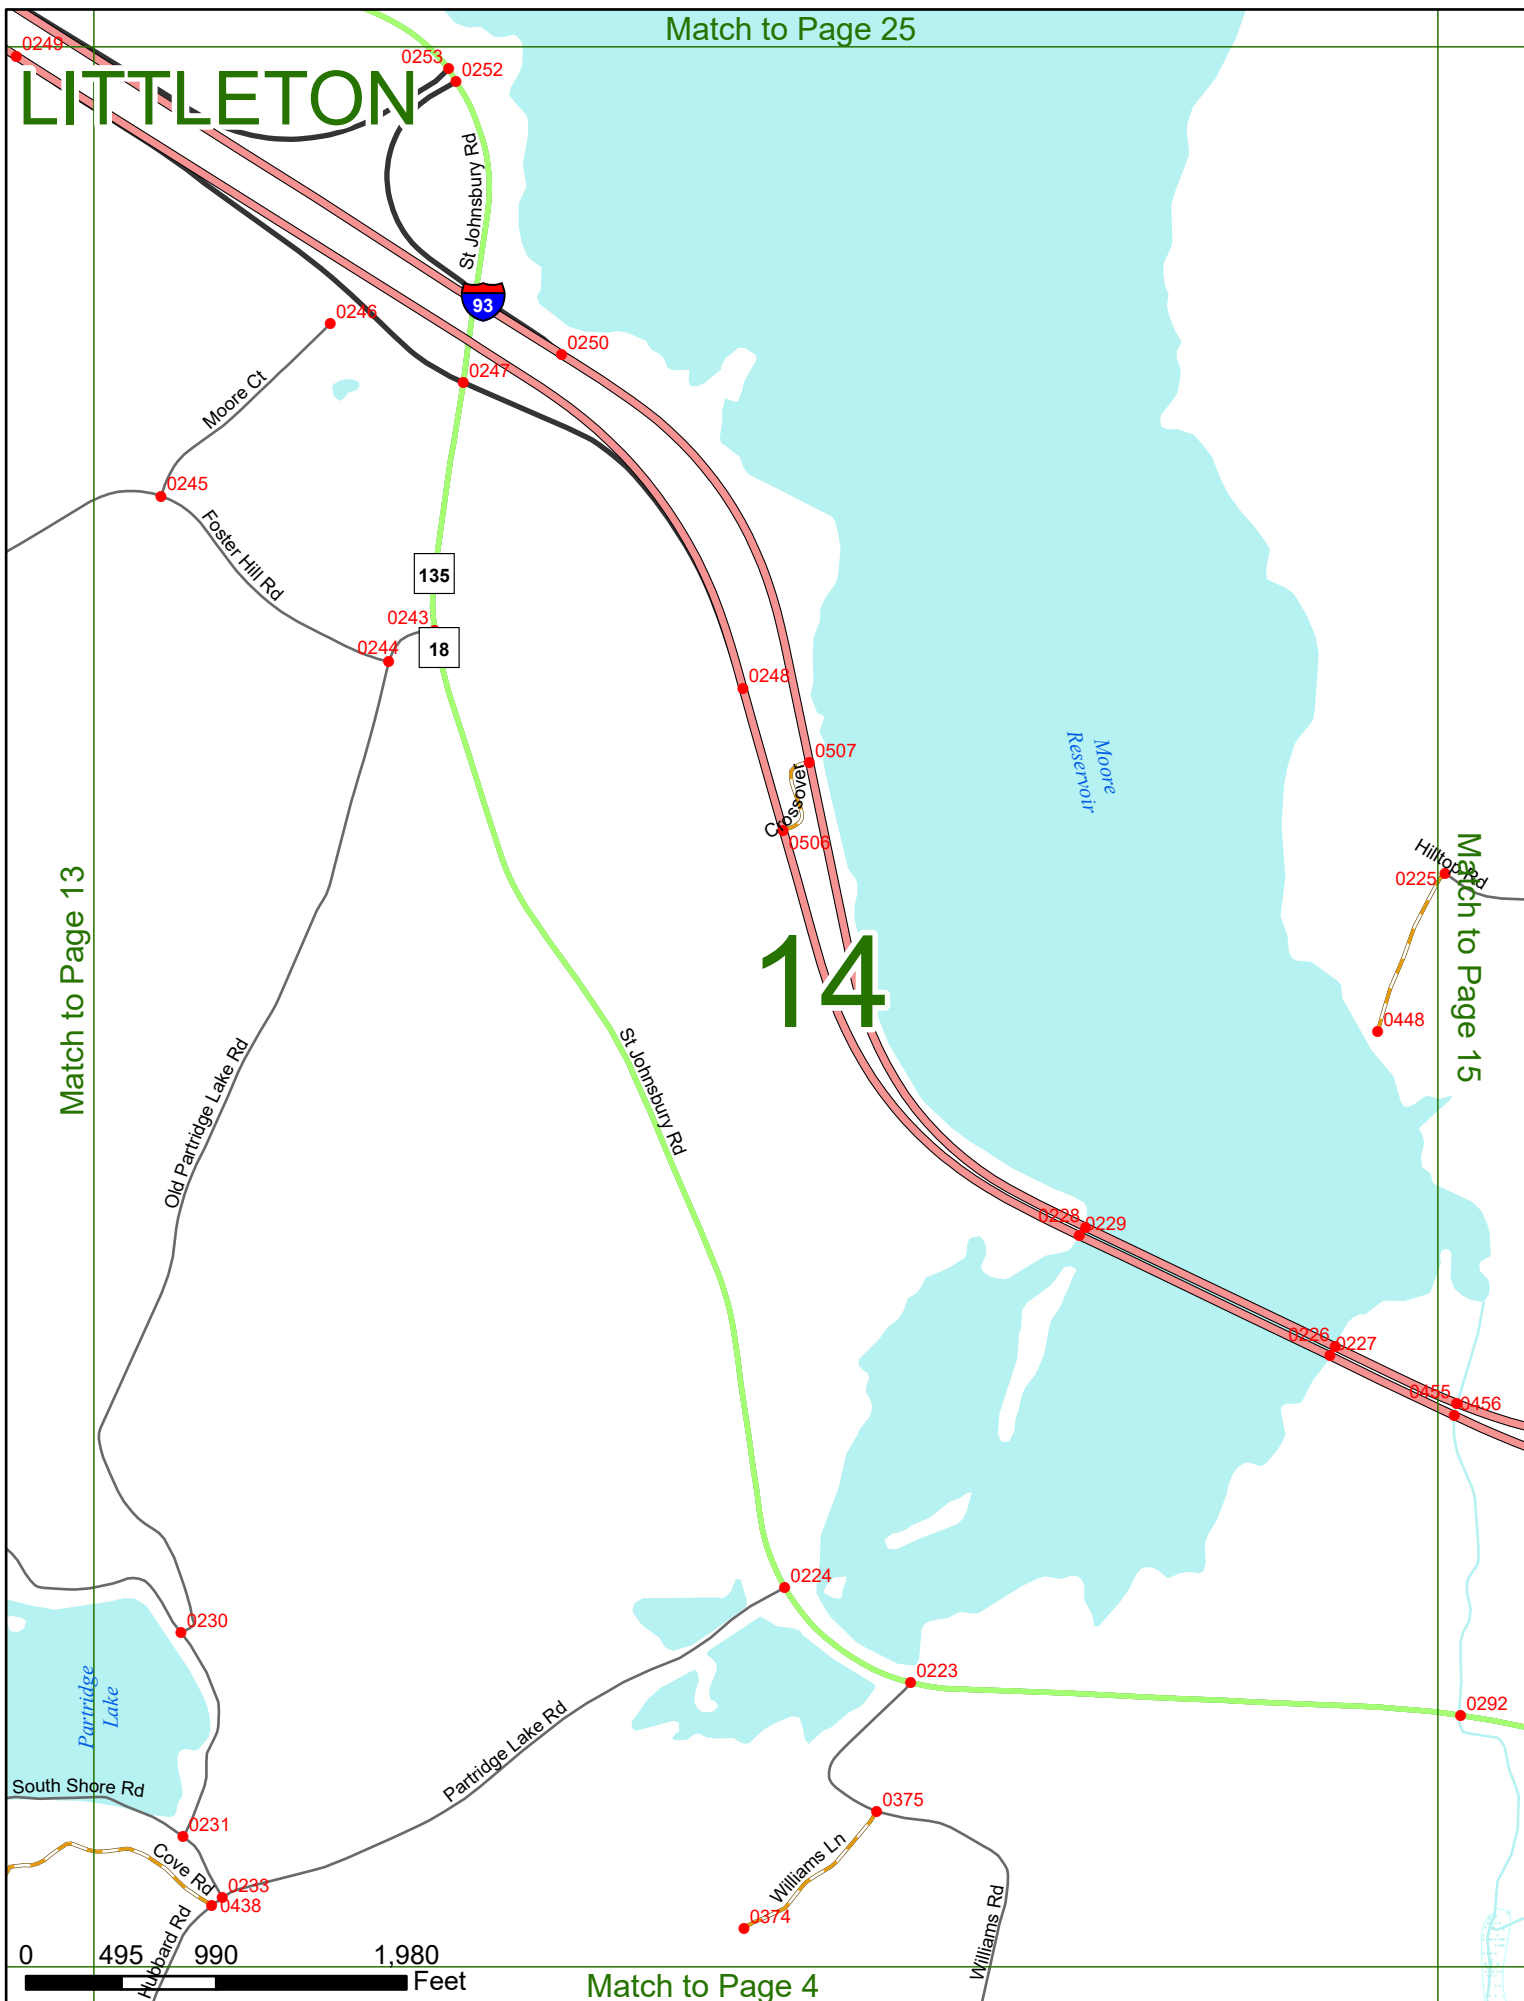 Match to Page 25
0249
0253
0252
LITTLETON
St Johnsbury Rd
93
0246
0250
0247
Moore Ct
0245
Foster Hill Rd
135
0243
18
0244
0248
Moore
Reservoir
0507
Crossover
0506
Hilltop Rd
0225
Match to Page 13
Match to Page 15
14
0448
St Johnsbury Rd
Old Partridge Lake Rd
0228
0229
0226
0227
0455
0456
0224
0230
0223
Partridge
Lake
0292
Partridge Lake Rd
South Shore Rd
0375
0231
Cove Rd
Williams Ln
0233
0438
0374
Hubbard Rd
Williams Rd
0 495 990 1,980
Feet
Match to Page 4